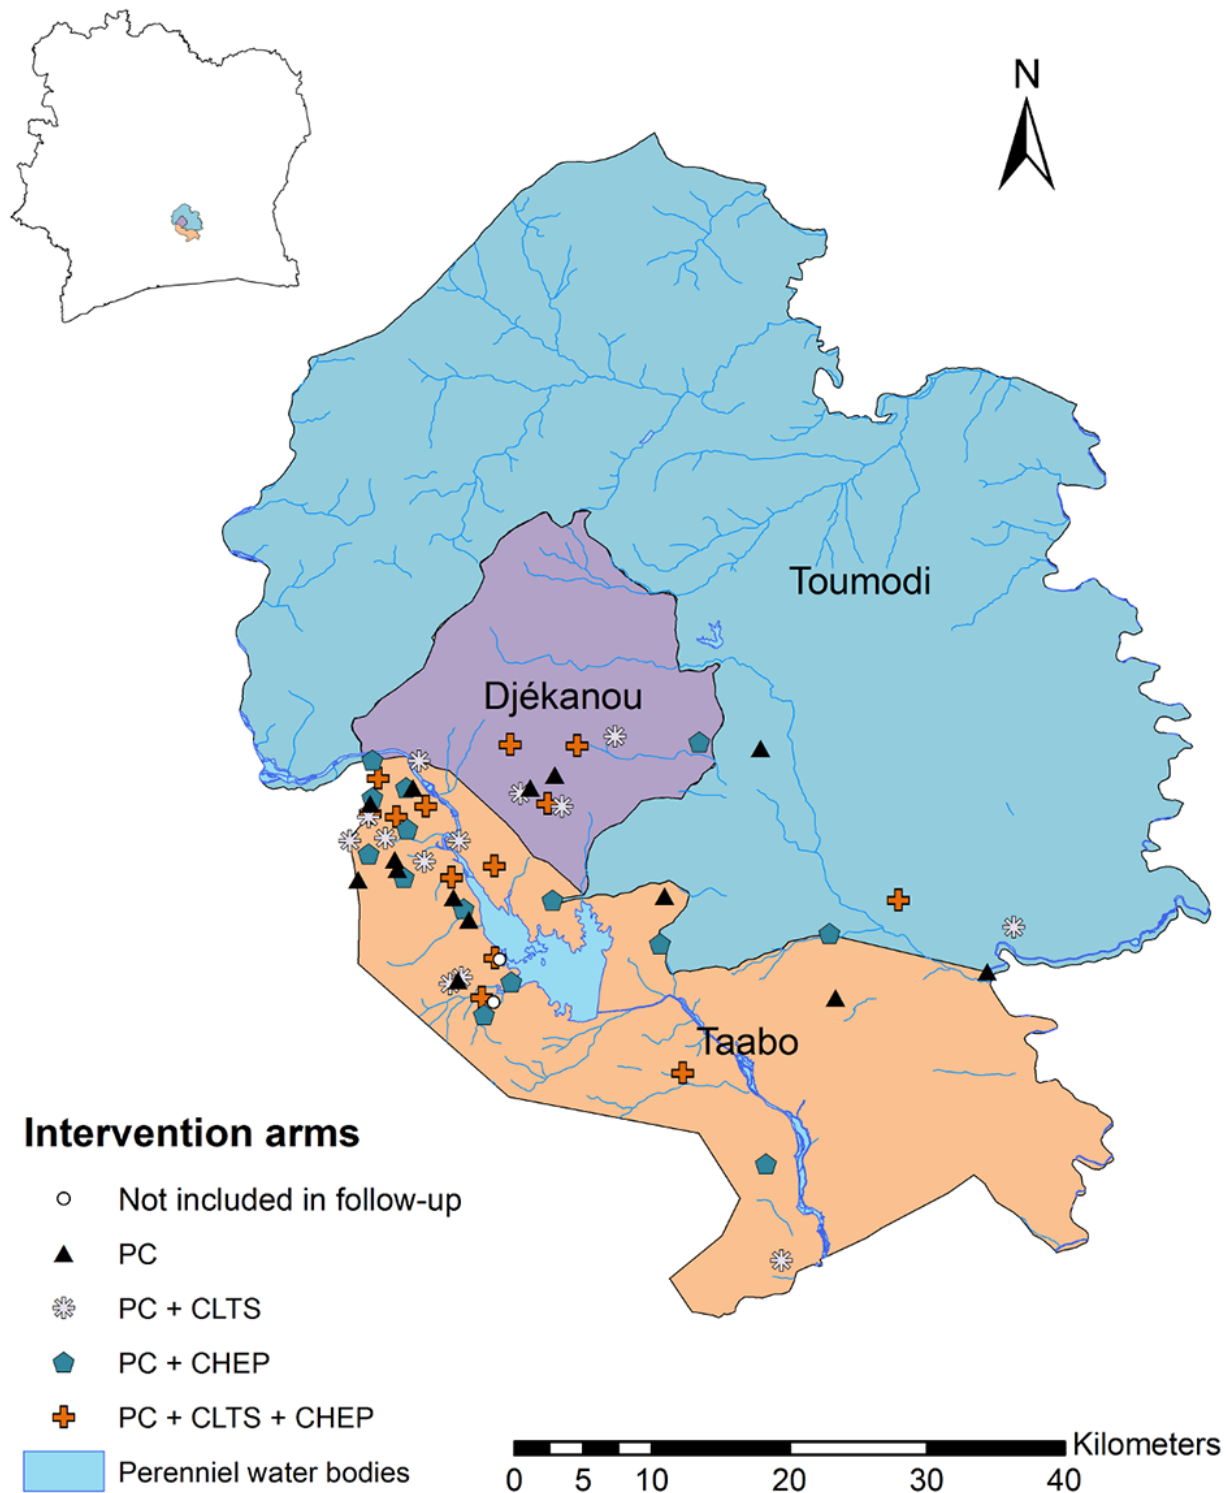 N
Toumodi
Djékanou
Taabo
Intervention arms
Not included in follow-up
PC
PC + CLTS
PC + CHEP
PC + CLTS + CHEP
Perenniel water bodies
Kilometers
0 5 10 20 30 40